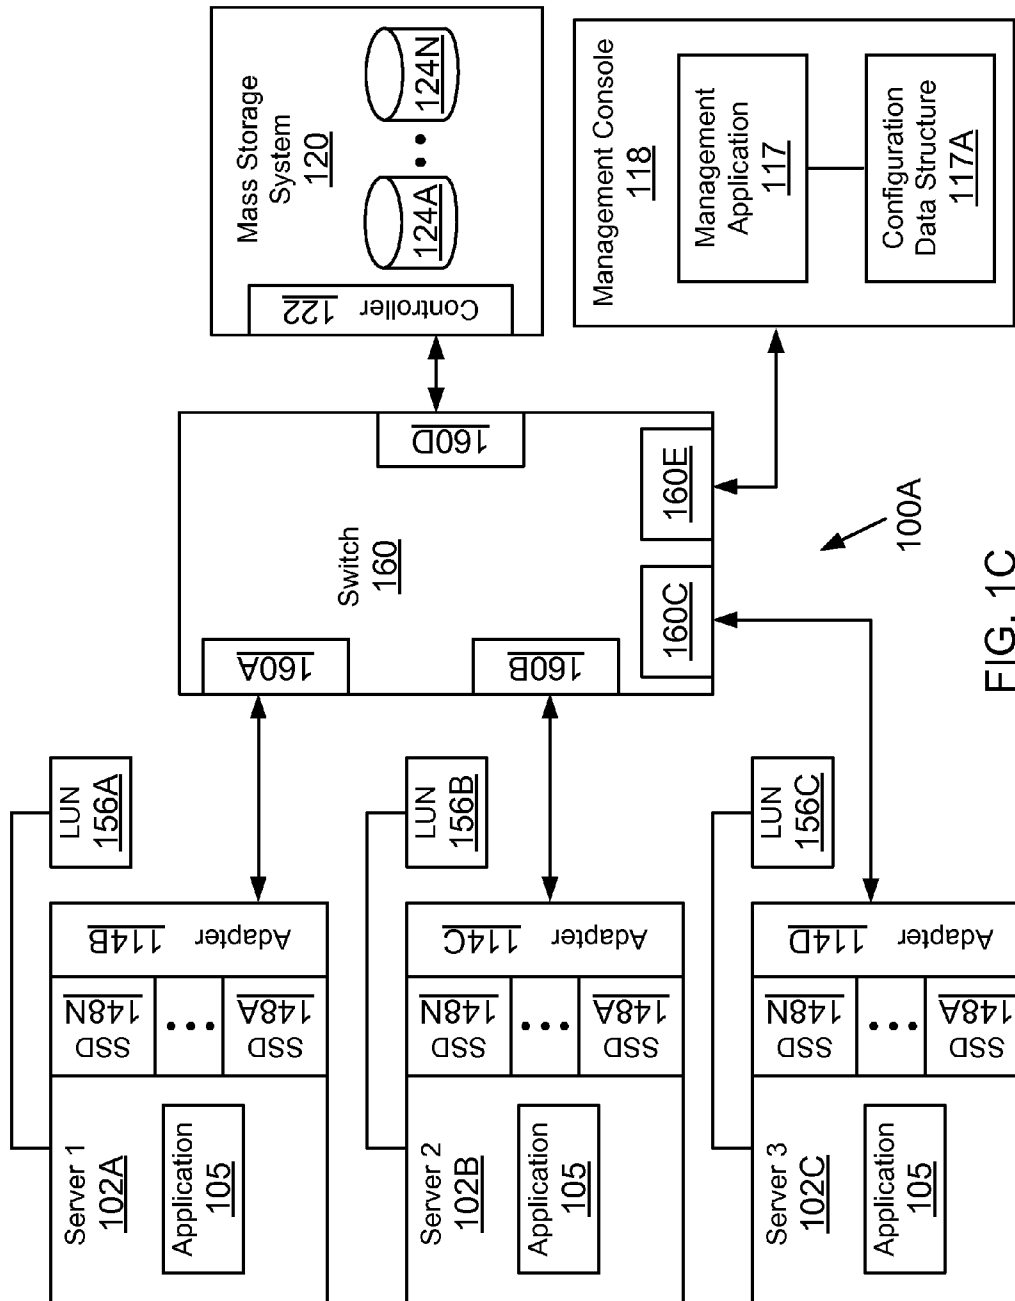 Server 1
102A
Application
105
SSD
148A
•••
SSD
148N
Adapter
114B
LUN
156A
Server 2
102B
Application
105
SSD
148A
•••
SSD
148N
Adapter
114C
LUN
156B
Server 3
102C
Application
105
SSD
148A
•••
SSD
148N
Adapter
114D
LUN
156C
Switch
160
160A
160B
160C
160D
160E
Mass Storage
System
120
Controller
122
124A
•••
124N
Management Console
118
Management
Application
117
Configuration
Data Structure
117A
100A
FIG. 1C